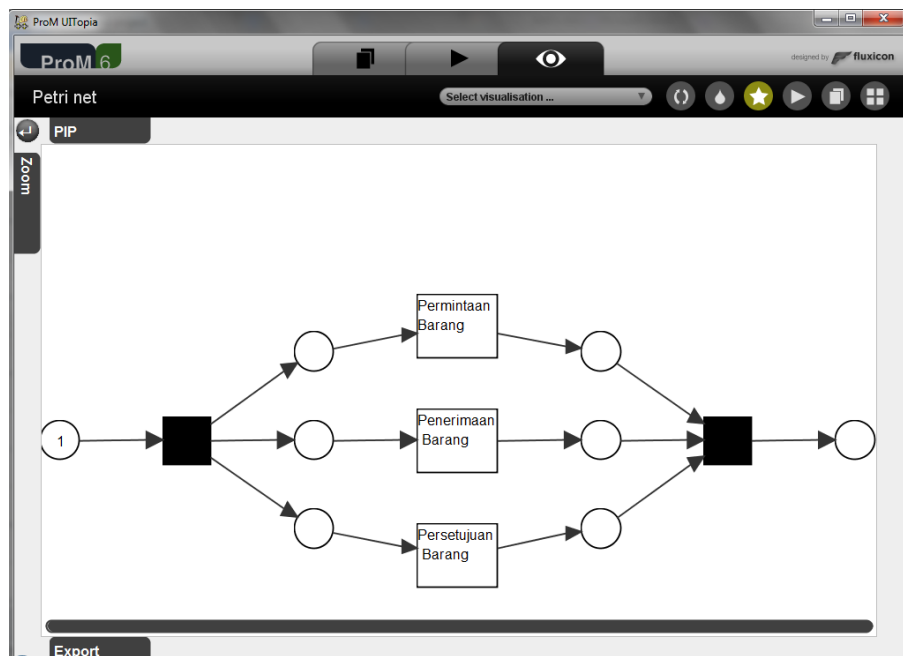 ProM UITopia
ProM 6
designed by fluxicon
Petri net
Select visualisation ...
PIP
Zoom
Permintaan
Barang
1
Penerimaan
Barang
Persetujuan
Barang
Export